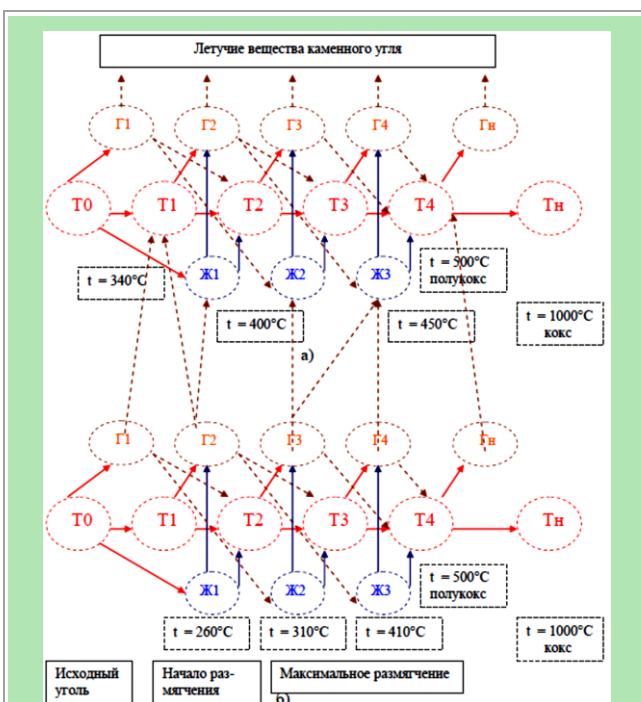 Летучие вещества каменного угля
Г1 Г2 Г3 Г4 Гн
Т0 Т1 Т2 Т3 Т4 Тн
Ж1 Ж2 Ж3
t = 340°C
t = 500°C
полукокс
t = 400°C
t = 450°C
t = 1000°C
кокс
а)
Г1 Г2 Г3 Г4 Гн
Т0 Т1 Т2 Т3 Т4 Тн
Ж1 Ж2 Ж3
t = 500°C
полукокс
t = 260°C
t = 310°C
t = 410°C
t = 1000°C
кокс
Исходный
уголь
Начало раз-
мягчения
Максимальное размягчение
б)